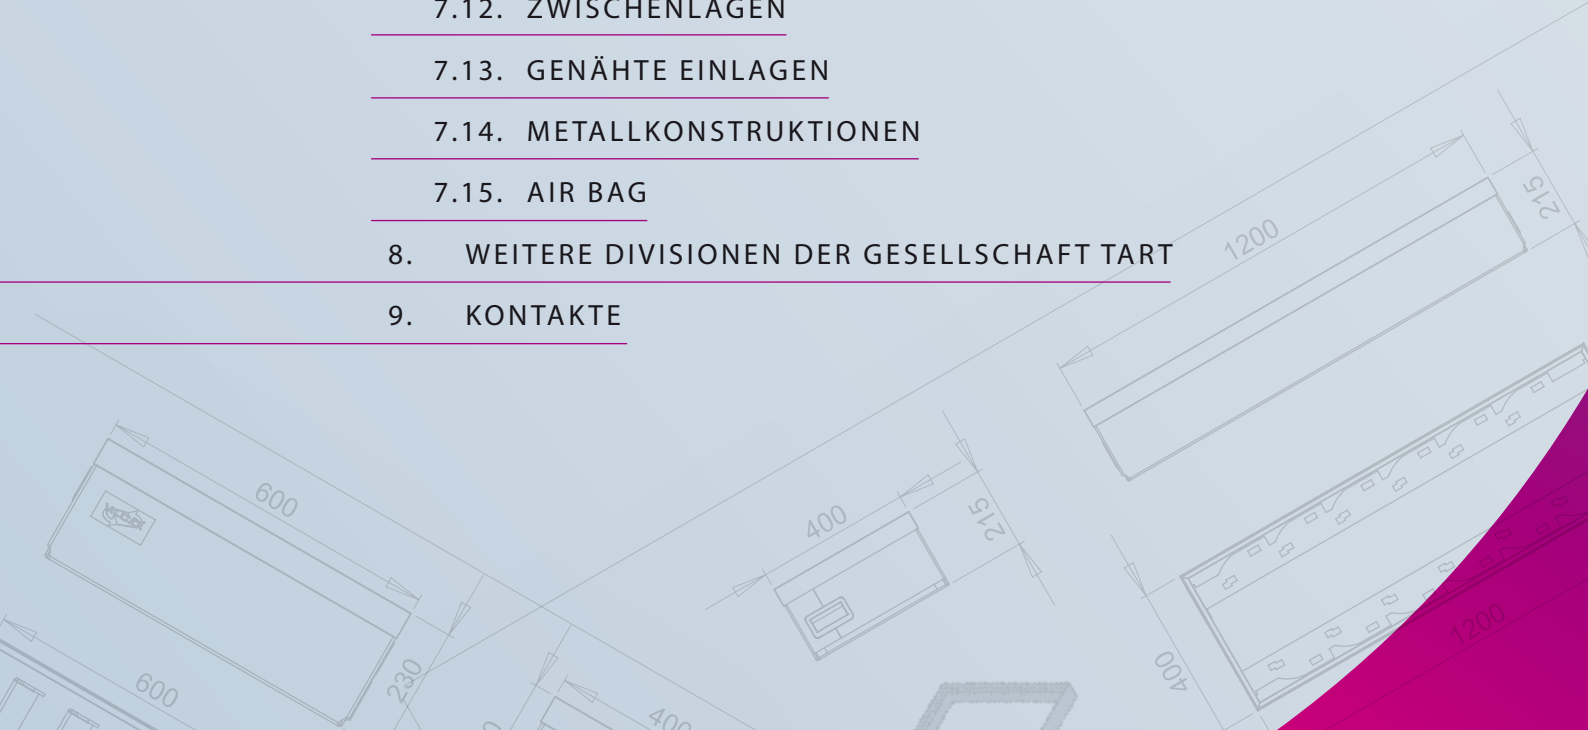 7.12. ZWISCHENLAGEN
7.13. GENÄHTE EINLAGEN
7.14. METALLKONSTRUKTIONEN
7.15. AIR BAG
8. WEITERE DIVISIONEN DER GESELLSCHAFT TART
9. KONTAKTE
1200
215
600
400
215
1200
400
230
600
400